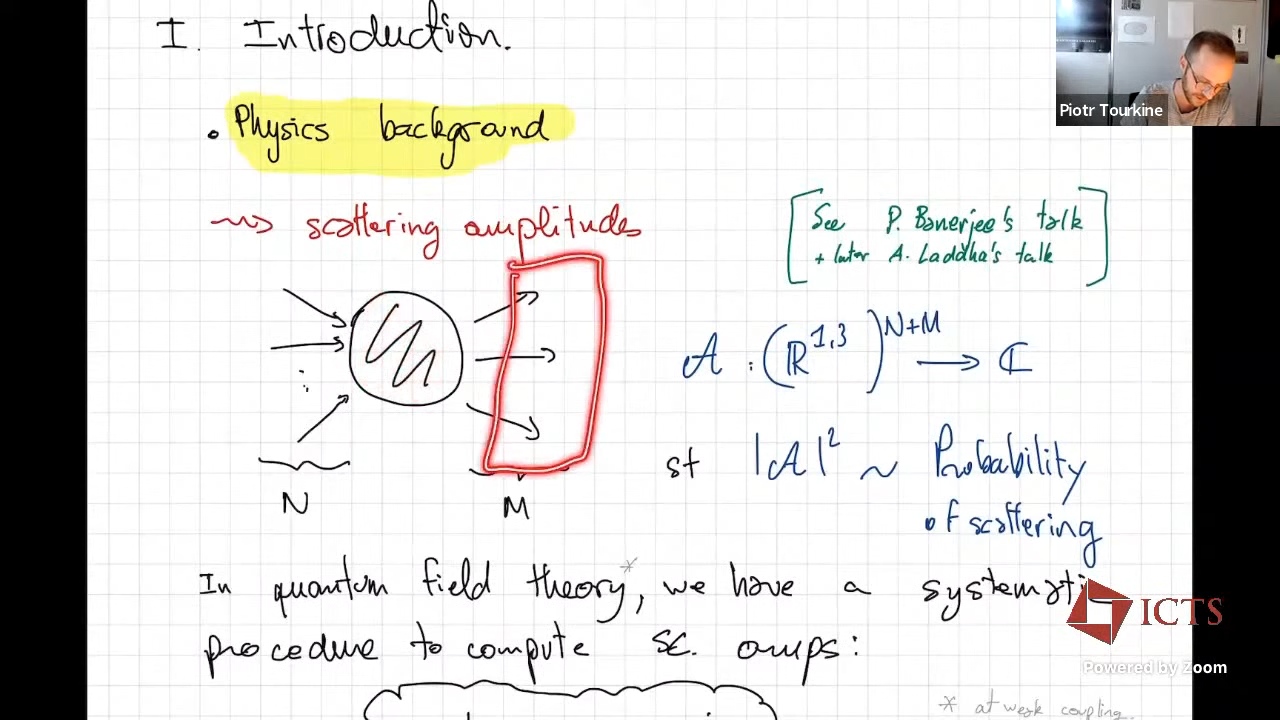 I. Introduction.
• Physics background
Piotr Tourkine
~~> scattering amplitudes
[See P. Banerjee's talk
+ later A. Laddha's talk]
N
M
A : (ℝ^{1,3})^{N+M} ⟶ ℂ
st |A|² ~ Probability
of scattering
In quantum field theory*, we have a systematic
procedure to compute sc. amps:
* at weak coupling
ICTS
Powered by Zoom